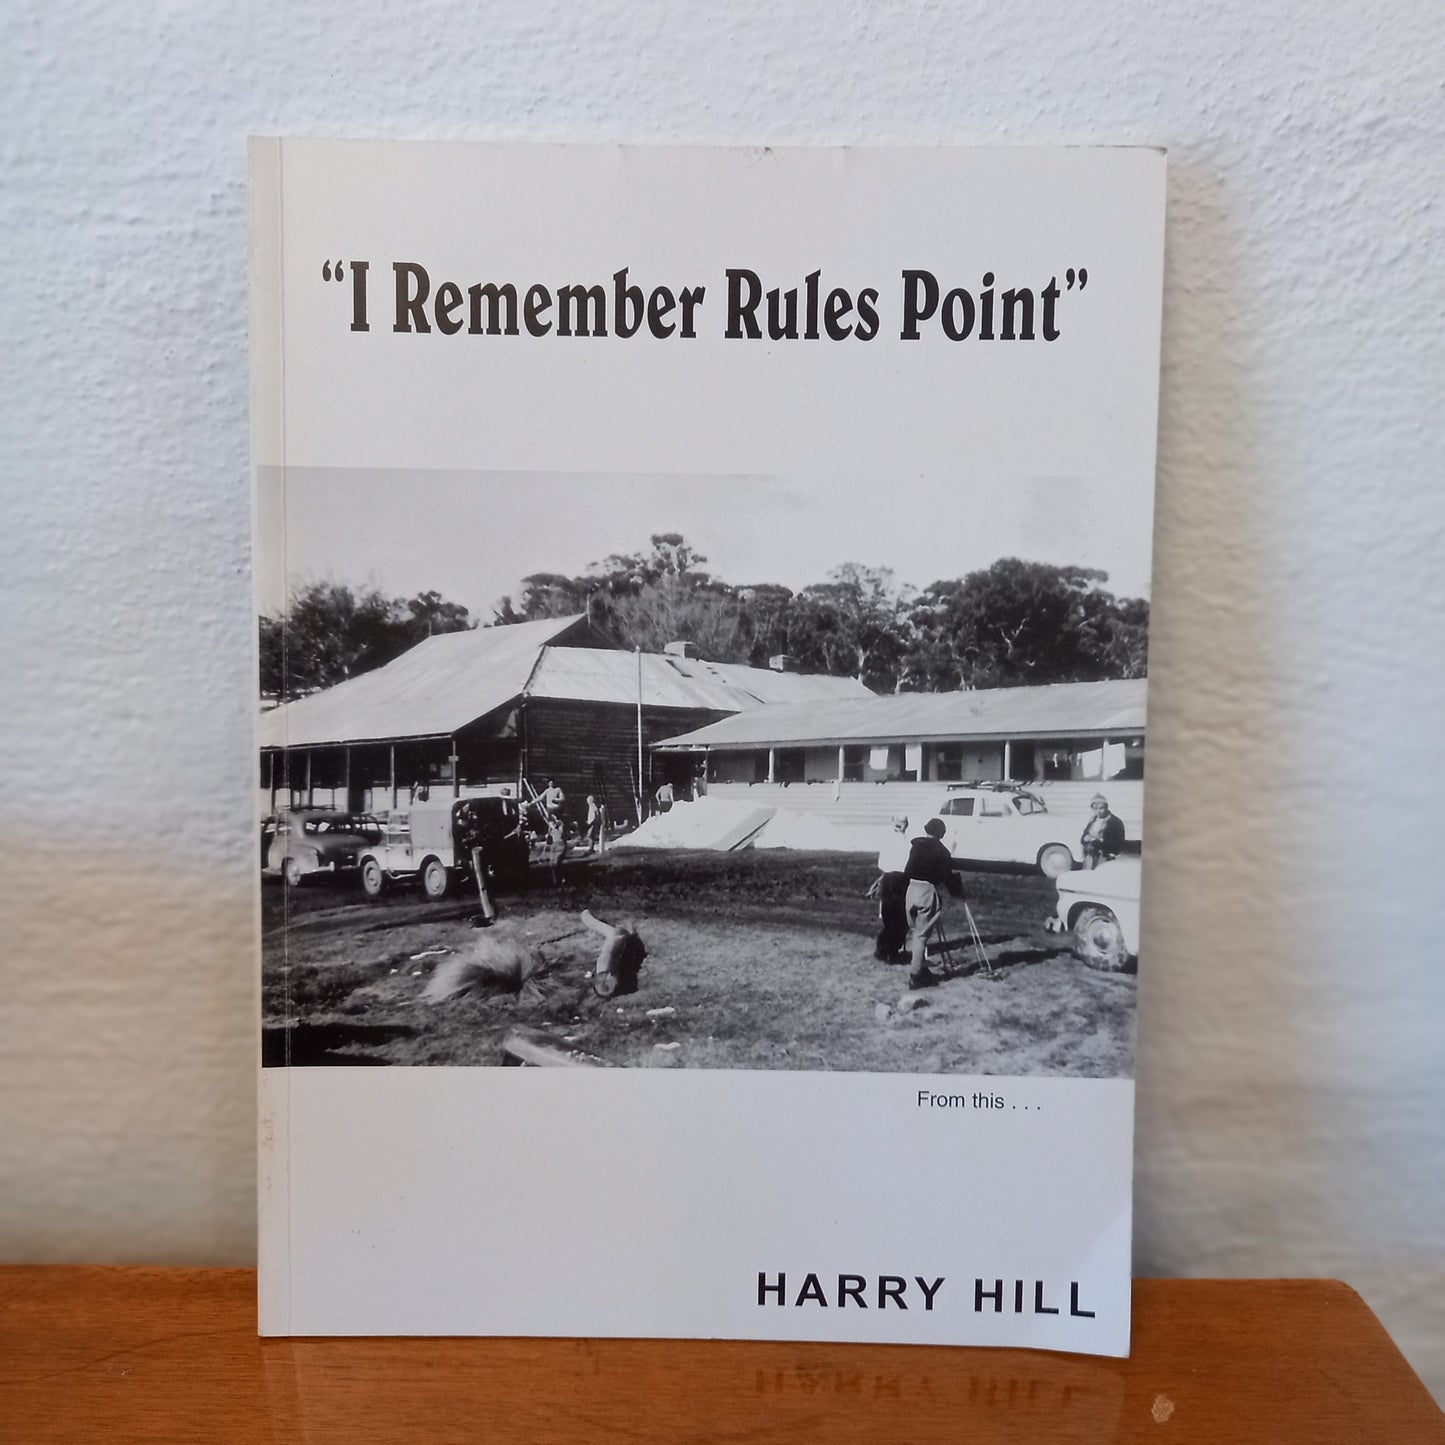 “I Remember Rules Point”
From this . . .
HARRY HILL